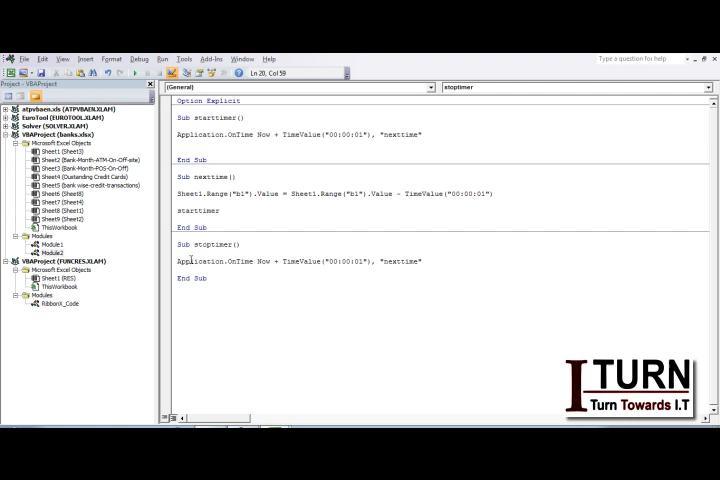 File Edit View Insert Format Debug Run Tools Add-Ins Window Help Type a question for help
Ln 20, Col 59
Project - VBAProject
(General) stoptimer
atpvbaen.xls (ATPVBAEN.XLAM)
EuroTool (EUROTOOL.XLAM)
Solver (SOLVER.XLAM)
VBAProject (banks.xlsx)
Microsoft Excel Objects
Sheet1 (Sheet3)
Sheet2 (Bank-Month-ATM-On-Off-site)
Sheet3 (Bank-Month-POS-On-Off)
Sheet4 (Oustanding Credit Cards)
Sheet5 (bank wise-credit-transactions)
Sheet6 (Sheet8)
Sheet7 (Sheet4)
Sheet8 (Sheet1)
Sheet9 (Sheet2)
ThisWorkbook
Modules
Module1
Module2
VBAProject (FUNCRES.XLAM)
Microsoft Excel Objects
Sheet1 (RES)
ThisWorkbook
Modules
RibbonX_Code
Option Explicit
Sub starttimer()
Application.OnTime Now + TimeValue("00:00:01"), "nexttime"
End Sub
Sub nexttime()
Sheet1.Range("b1").Value = Sheet1.Range("b1").Value - TimeValue("00:00:01")
starttimer
End Sub
Sub stoptimer()
Application.OnTime Now + TimeValue("00:00:01"), "nexttime"
End Sub
I TURN
Turn Towards I.T